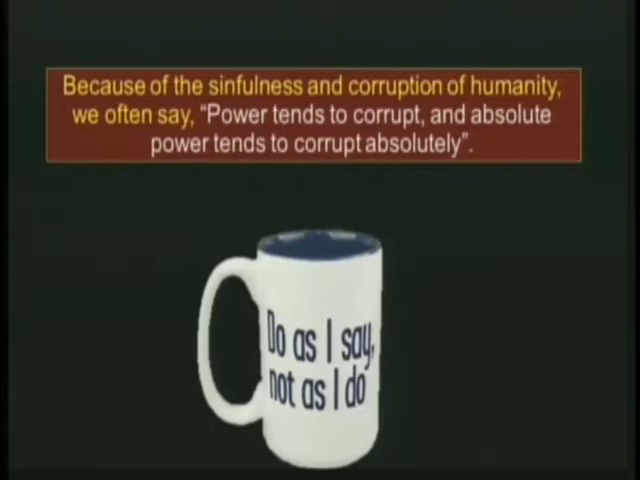 Because of the sinfulness and corruption of humanity,
we often say, “Power tends to corrupt, and absolute
power tends to corrupt absolutely”.
Do as I say,
not as I do